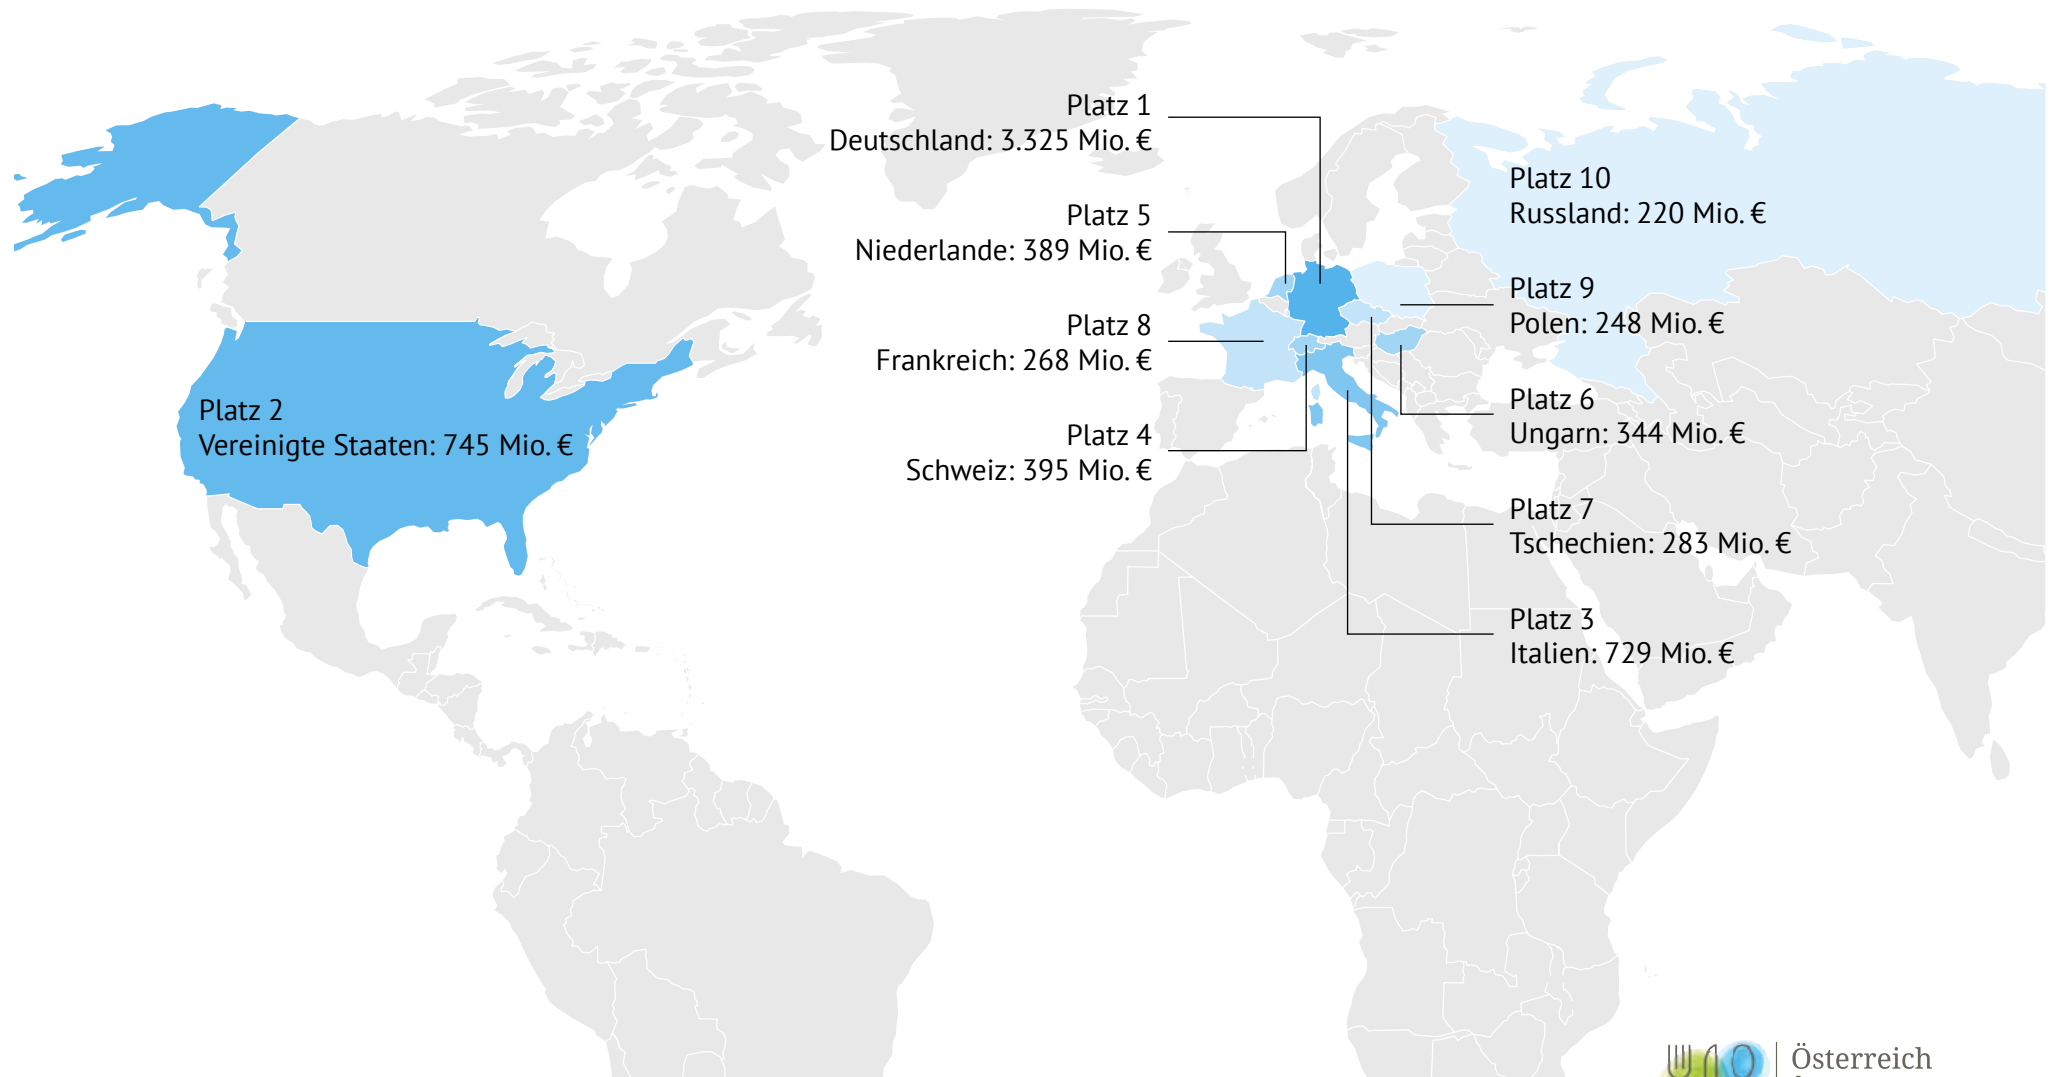 Platz 1
Deutschland: 3.325 Mio. €
Platz 5
Niederlande: 389 Mio. €
Platz 8
Frankreich: 268 Mio. €
Platz 4
Schweiz: 395 Mio. €
Platz 2
Vereinigte Staaten: 745 Mio. €
Platz 10
Russland: 220 Mio. €
Platz 9
Polen: 248 Mio. €
Platz 6
Ungarn: 344 Mio. €
Platz 7
Tschechien: 283 Mio. €
Platz 3
Italien: 729 Mio. €
Österreich